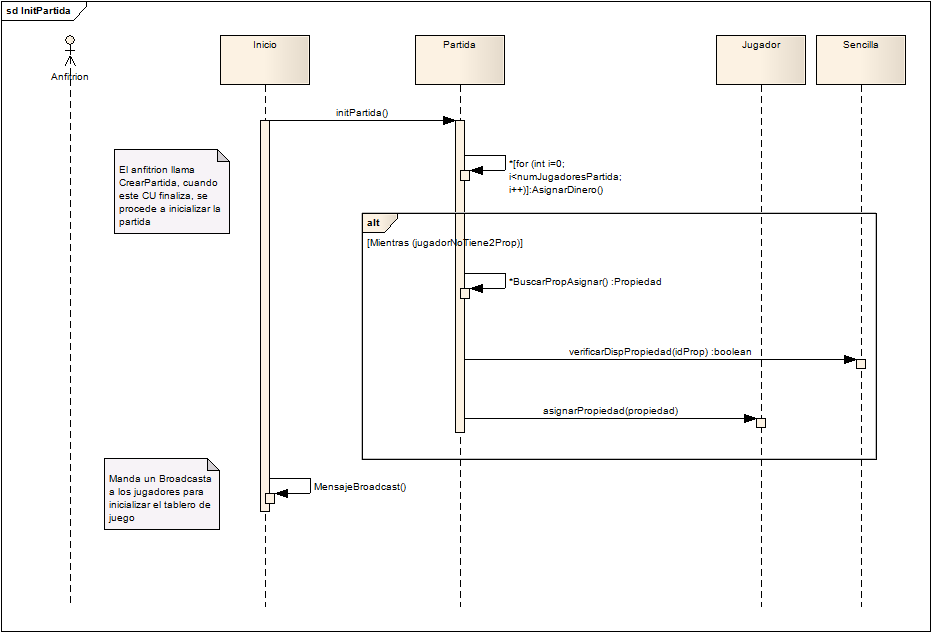 sd InitPartida
Anfitrion
Inicio
Partida
Jugador
Sencilla
initPartida()
El anfitrion llama
CrearPartida, cuando
este CU finaliza, se
procede a inicializar la
partida
*[for (int i=0;
i<numJugadoresPartida;
i++)]:AsignarDinero()
alt
[Mientras (jugadorNoTiene2Prop)]
*BuscarPropAsignar() :Propiedad
verificarDispPropiedad(idProp) :boolean
asignarPropiedad(propiedad)
Manda un Broadcasta
a los jugadores para
inicializar el tablero de
juego
MensajeBroadcast()